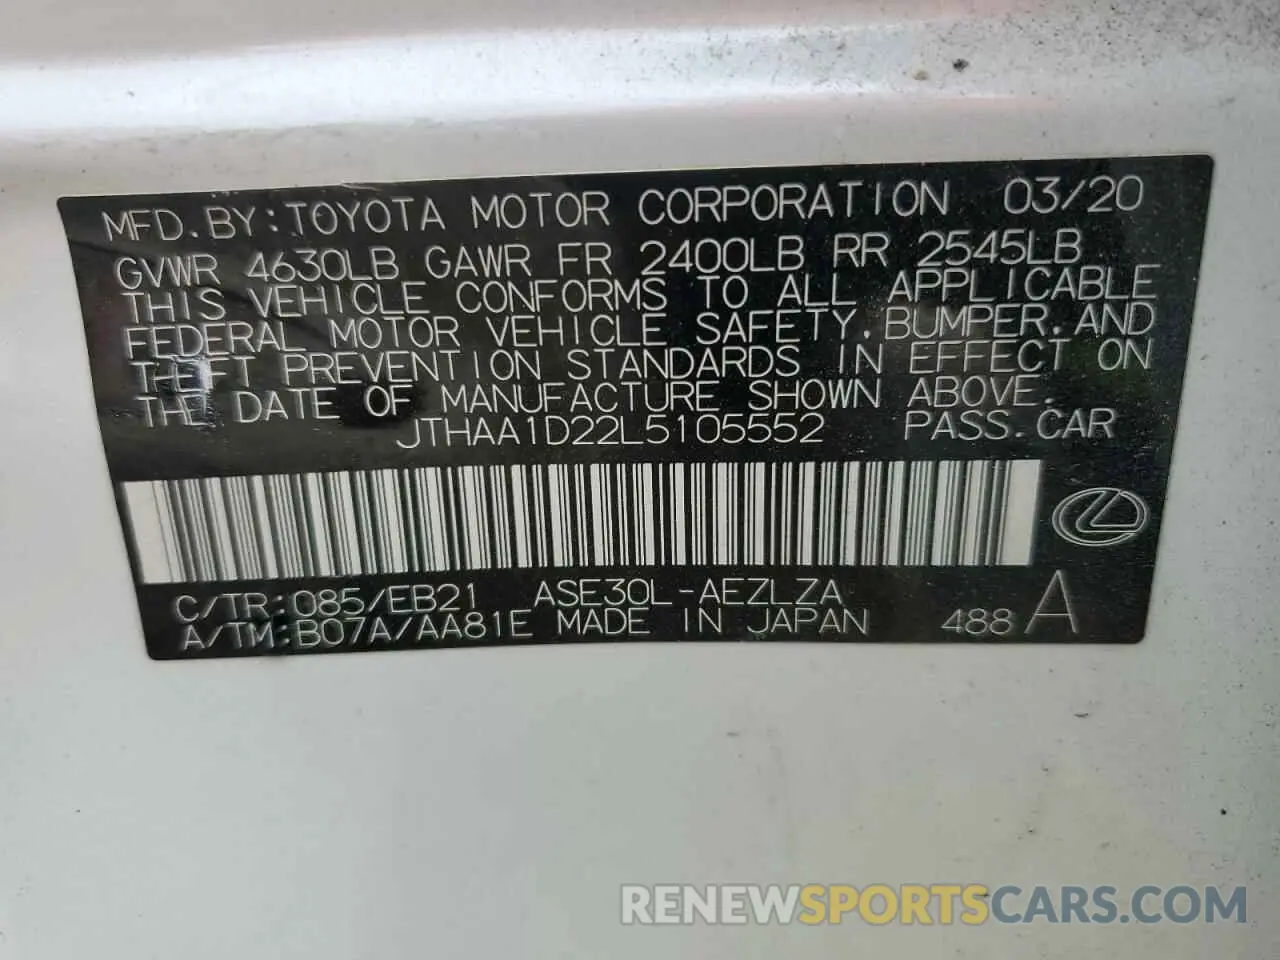 MFD. BY: TOYOTA MOTOR CORPORATION 03/20
GVWR 4630LB GAWR FR 2400LB RR 2545LB
THIS VEHICLE CONFORMS TO ALL APPLICABLE
FEDERAL MOTOR VEHICLE SAFETY, BUMPER, AND
THEFT PREVENTION STANDARDS IN EFFECT ON
THE DATE OF MANUFACTURE SHOWN ABOVE.
JTHAA1D22L5105552 PASS. CAR
C/TR: 085/EB21 ASE30L-AEZLZA
A/TM: B07A/AA81E MADE IN JAPAN 488 A
RENEWSPORTSCARS.COM